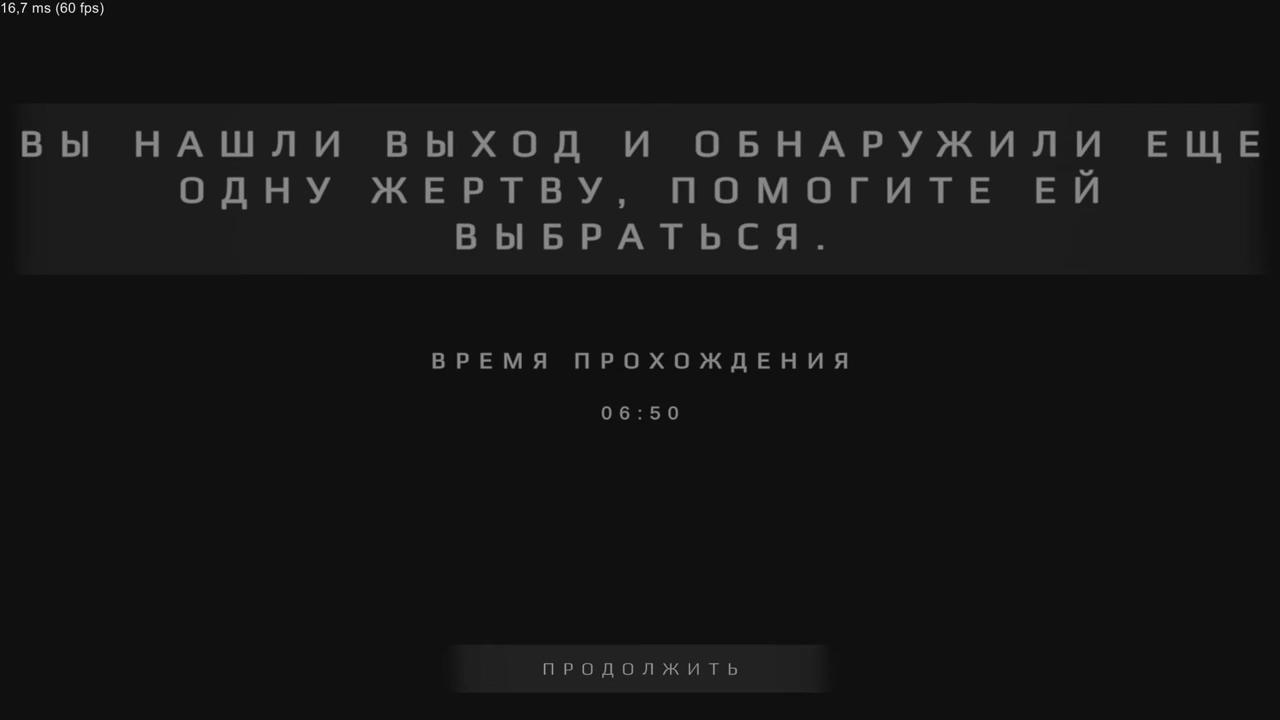 16,7 ms (60 fps)
ВЫ НАШЛИ ВЫХОД И ОБНАРУЖИЛИ ЕЩЕ
ОДНУ ЖЕРТВУ, ПОМОГИТЕ ЕЙ
ВЫБРАТЬСЯ.
ВРЕМЯ ПРОХОЖДЕНИЯ
06:50
ПРОДОЛЖИТЬ